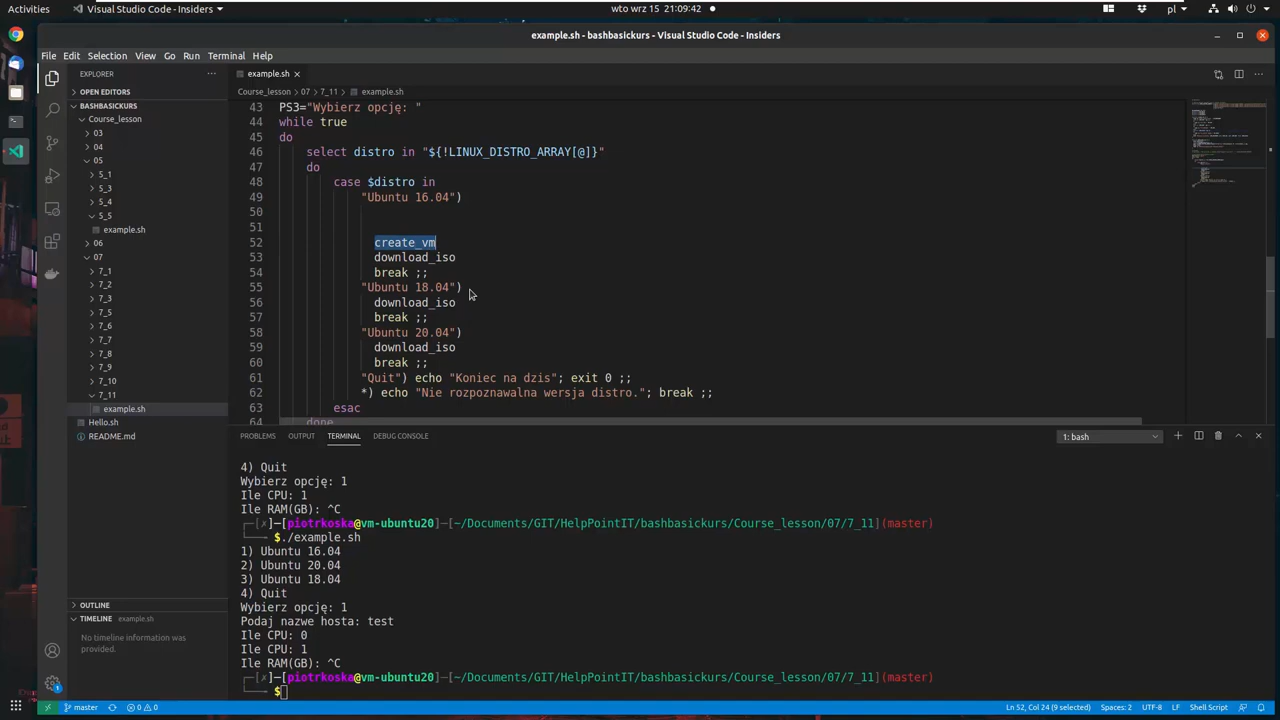 Activities
Visual Studio Code - Insiders
wto wrz 15 21:09:42
pl
example.sh - bashbasickurs - Visual Studio Code - Insiders
File Edit Selection View Go Run Terminal Help
EXPLORER
example.sh
OPEN EDITORS
Course_lesson > 07 > 7_11 > example.sh
BASHBASICKURS
Course_lesson
03
04
05
5_1
5_3
5_4
5_5
example.sh
06
07
7_1
7_2
7_3
7_5
7_6
7_7
7_8
7_9
7_10
7_11
example.sh
Hello.sh
README.md
OUTLINE
TIMELINE example.sh
No timeline information was
provided.
43 PS3="Wybierz opcję: "
44 while true
45 do
46 select distro in "${!LINUX_DISTRO_ARRAY[@]}"
47 do
48 case $distro in
49 "Ubuntu 16.04")
50
51
52 create_vm
53 download_iso
54 break ;;
55 "Ubuntu 18.04")
56 download_iso
57 break ;;
58 "Ubuntu 20.04")
59 download_iso
60 break ;;
61 "Quit") echo "Koniec na dzis"; exit 0 ;;
62 *) echo "Nie rozpoznawalna wersja distro."; break ;;
63 esac
64 done
PROBLEMS OUTPUT TERMINAL DEBUG CONSOLE
1: bash
4) Quit
Wybierz opcję: 1
Ile CPU: 1
Ile RAM(GB): ^C
┌─[✗]─[piotrkoska@vm-ubuntu20]─[~/Documents/GIT/HelpPointIT/bashbasickurs/Course_lesson/07/7_11](master)
└──╼ $./example.sh
1) Ubuntu 16.04
2) Ubuntu 20.04
3) Ubuntu 18.04
4) Quit
Wybierz opcję: 1
Podaj nazwe hosta: test
Ile CPU: 0
Ile CPU: 1
Ile RAM(GB): ^C
┌─[✗]─[piotrkoska@vm-ubuntu20]─[~/Documents/GIT/HelpPointIT/bashbasickurs/Course_lesson/07/7_11](master)
└──╼ $
1
master
0 0
Ln 52, Col 24 (9 selected)
Spaces: 2
UTF-8
LF
Shell Script